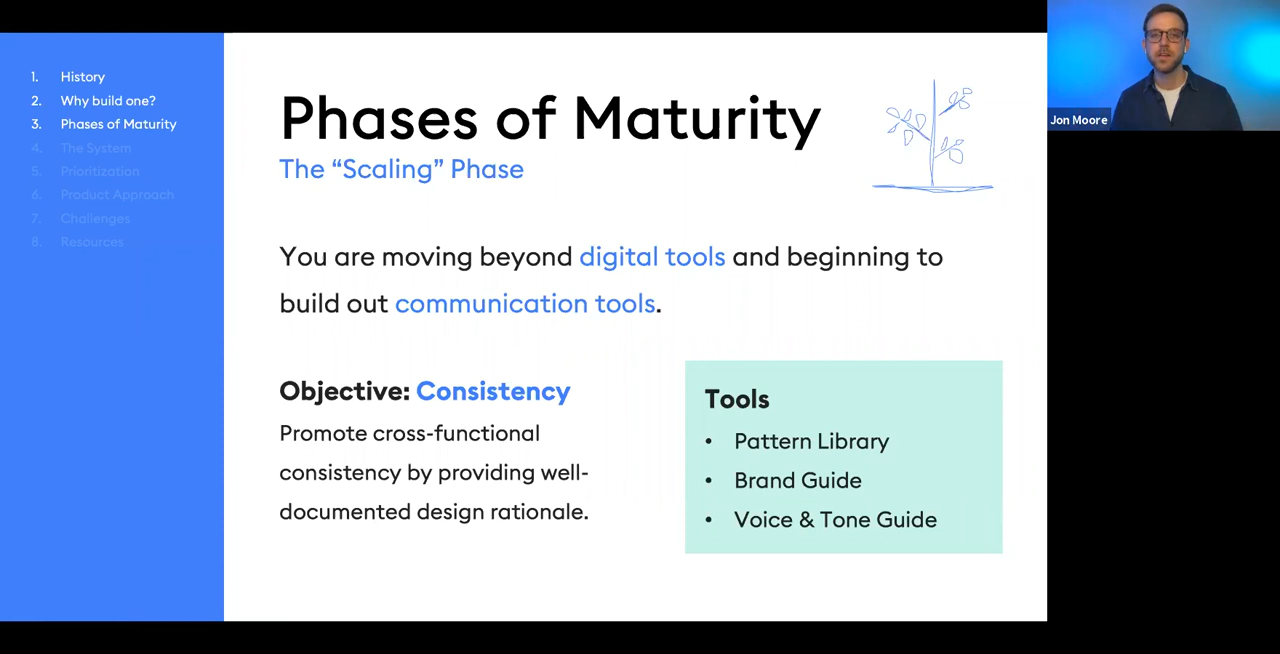 1. History
2. Why build one?
3. Phases of Maturity
4. The System
5. Prioritization
6. Product Approach
7. Challenges
8. Resources
Phases of Maturity
The “Scaling” Phase
You are moving beyond digital tools and beginning to
build out communication tools.
Objective: Consistency
Promote cross-functional
consistency by providing well-
documented design rationale.
Tools
• Pattern Library
• Brand Guide
• Voice & Tone Guide
Jon Moore